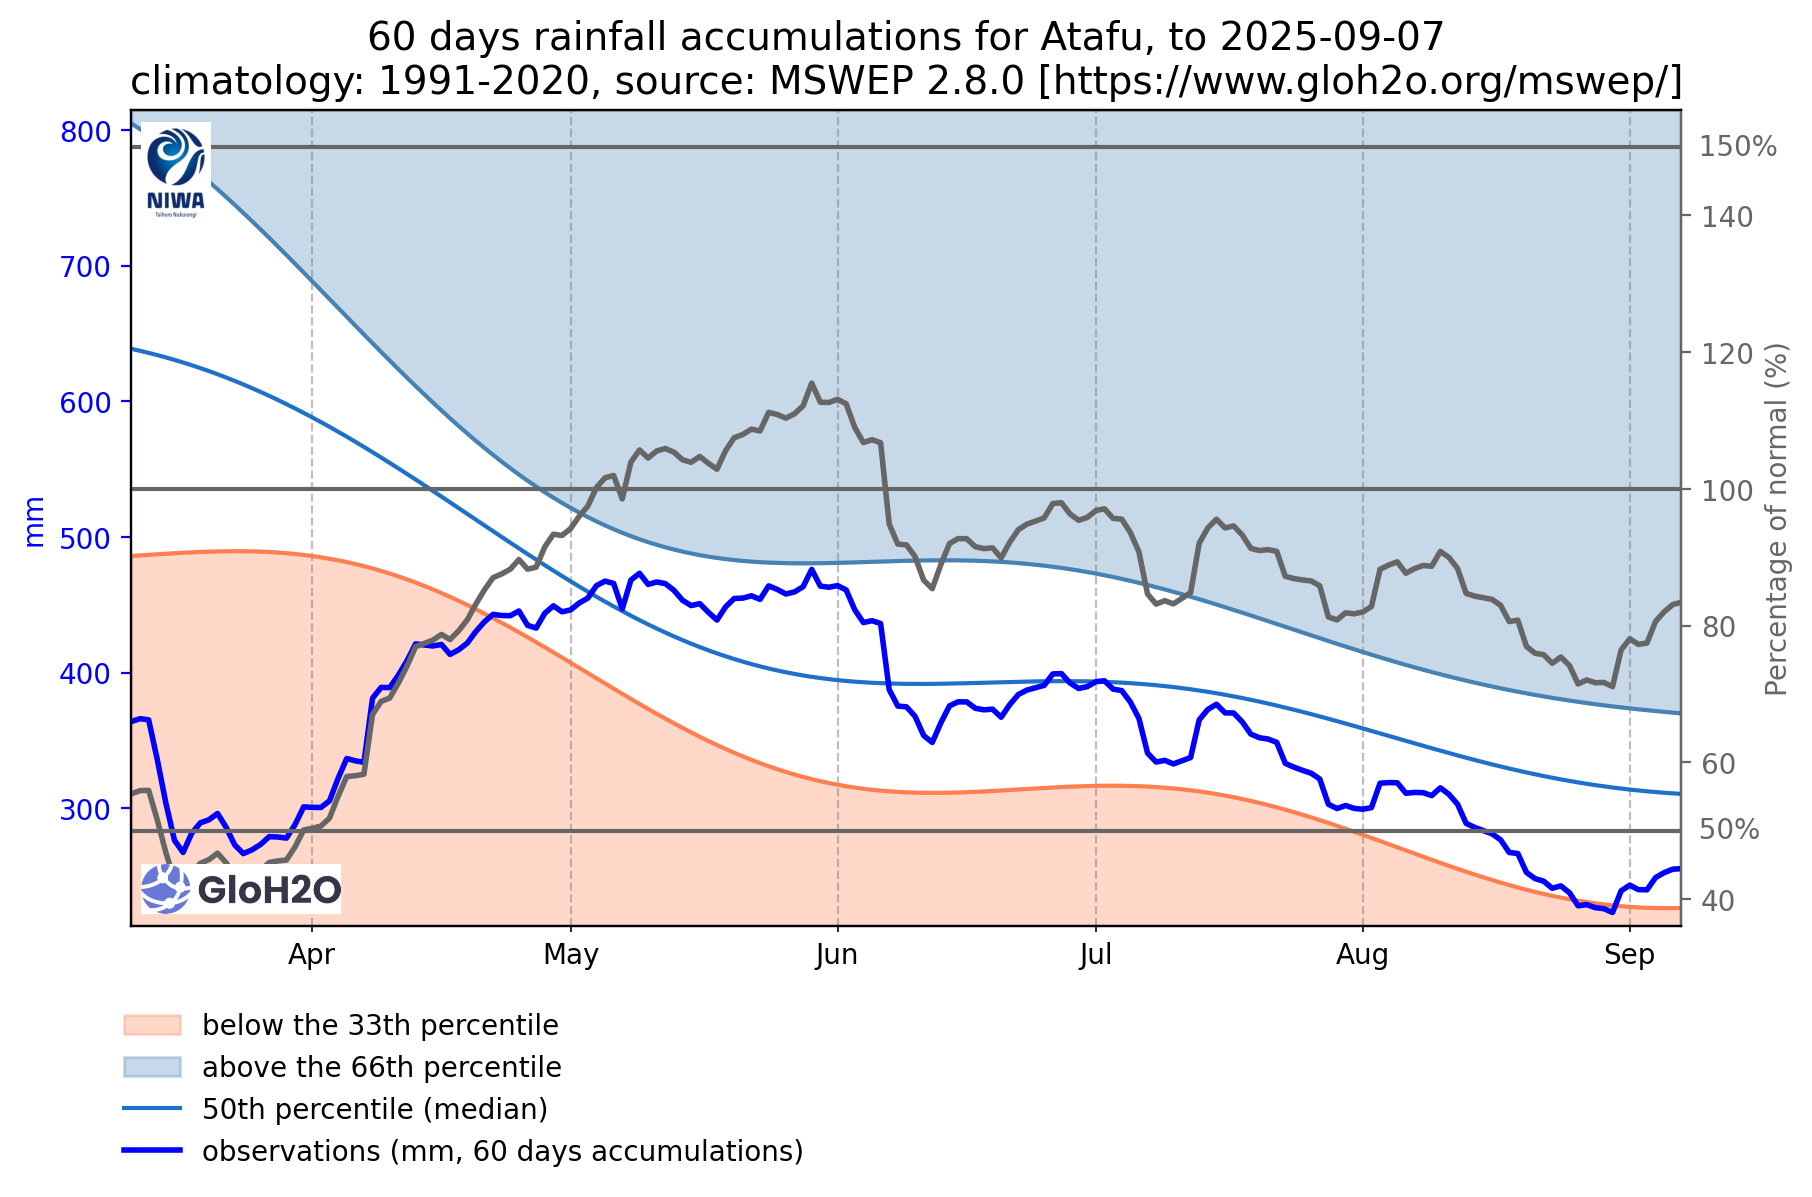 60 days rainfall accumulations for Atafu, to 2025-09-07
climatology: 1991-2020, source: MSWEP 2.8.0 [https://www.gloh2o.org/mswep/]
800
700
600
500
400
300
mm
150%
140
120
100
80
60
50%
40
Percentage of normal (%)
NIWA
Taihoro Nukurangi
GloH2O
Apr
May
Jun
Jul
Aug
Sep
below the 33th percentile
above the 66th percentile
50th percentile (median)
observations (mm, 60 days accumulations)